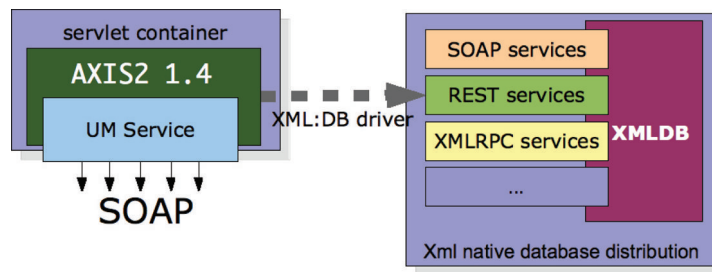 servlet container
AXIS2 1.4
UM Service
SOAP
XML:DB driver
SOAP services
REST services
XMLRPC services
...
XMLDB
Xml native database distribution